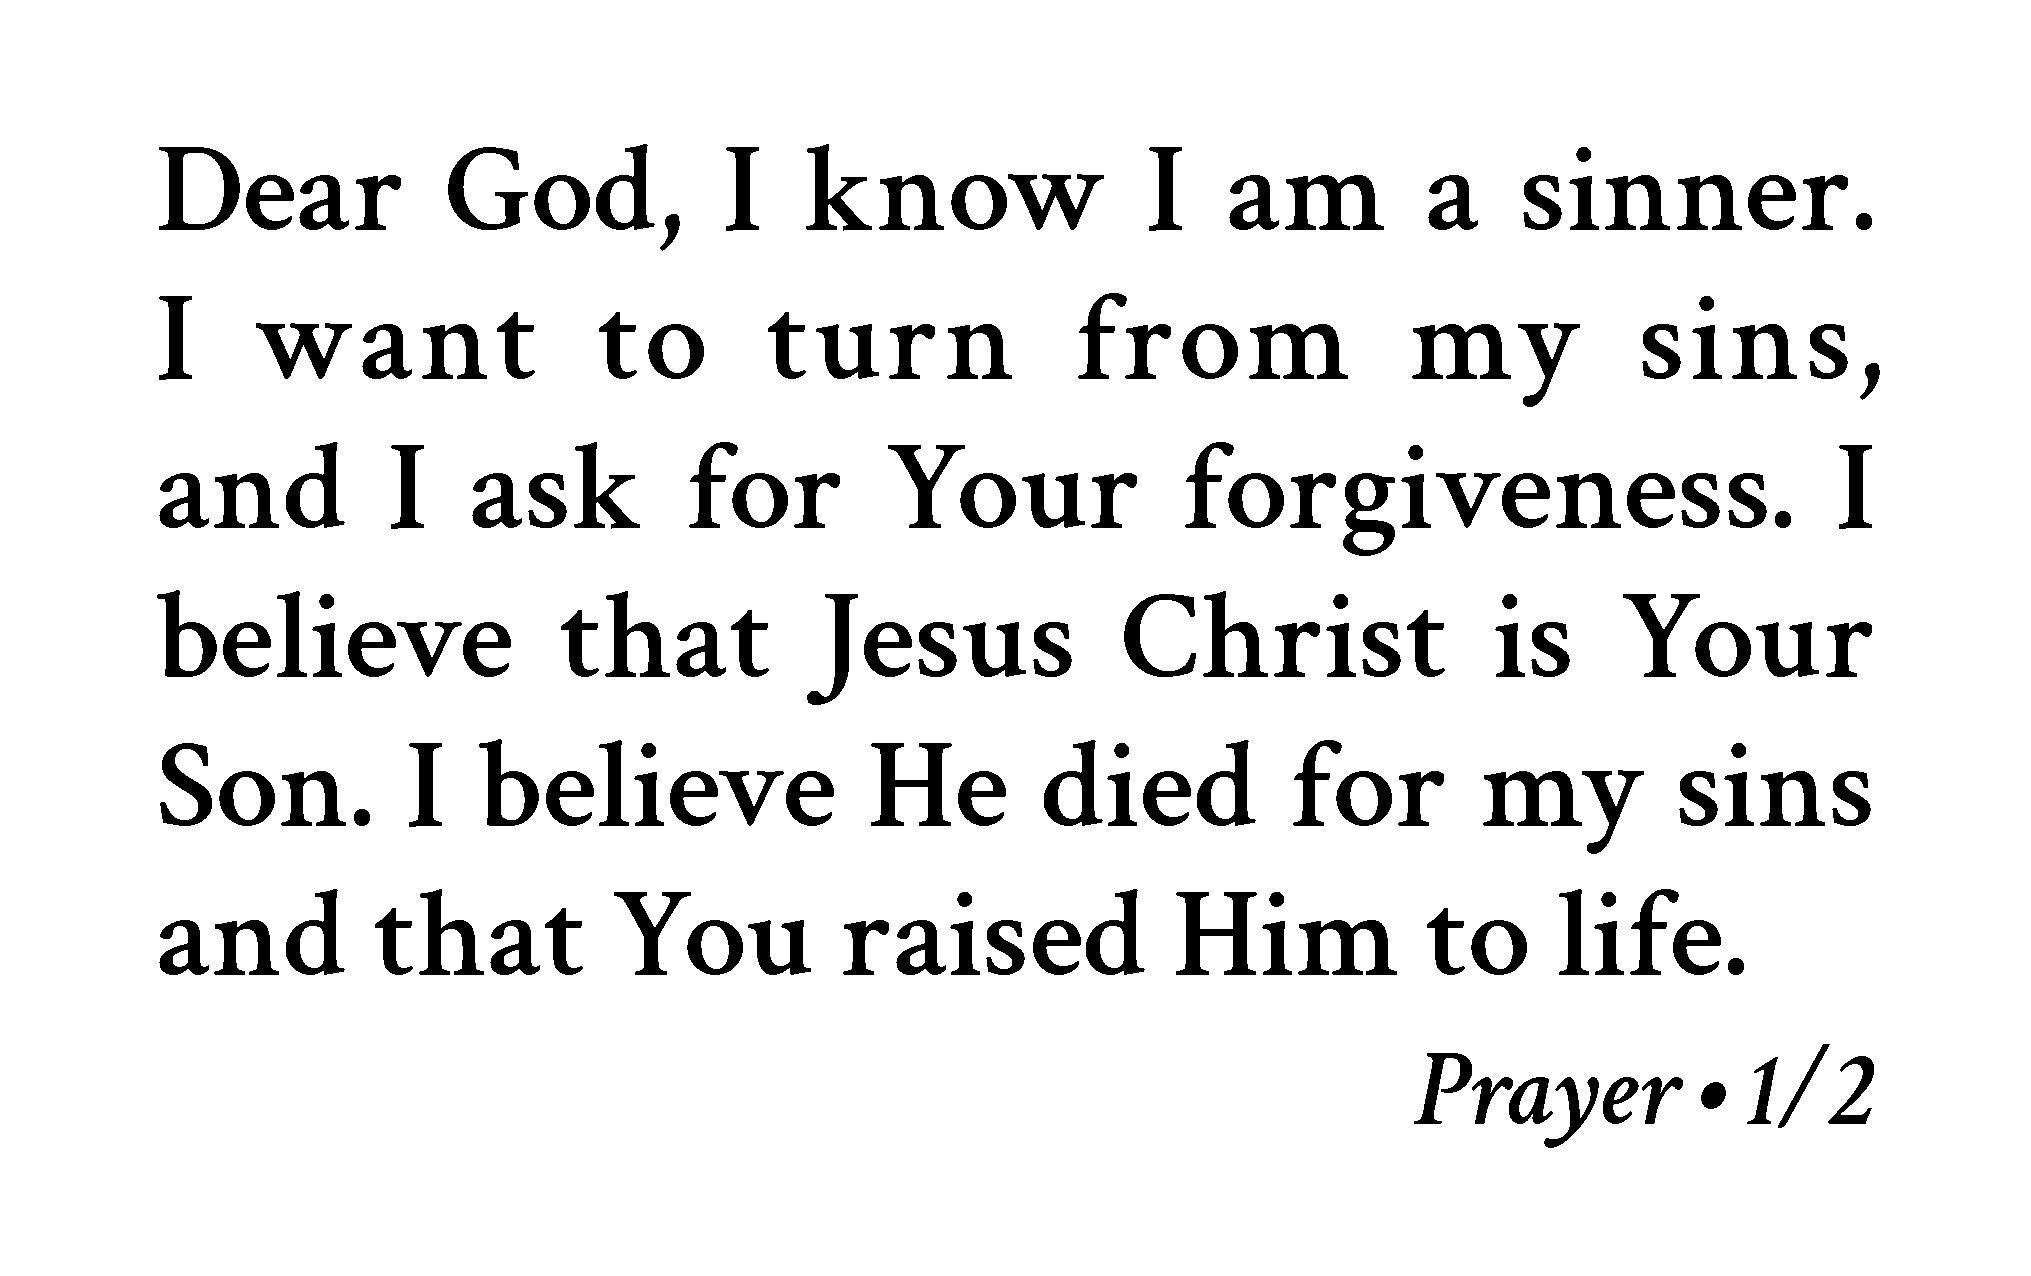 Dear God, I know I am a sinner.
I want to turn from my sins,
and I ask for Your forgiveness. I
believe that Jesus Christ is Your
Son. I believe He died for my sins
and that You raised Him to life.
Prayer • 1/2